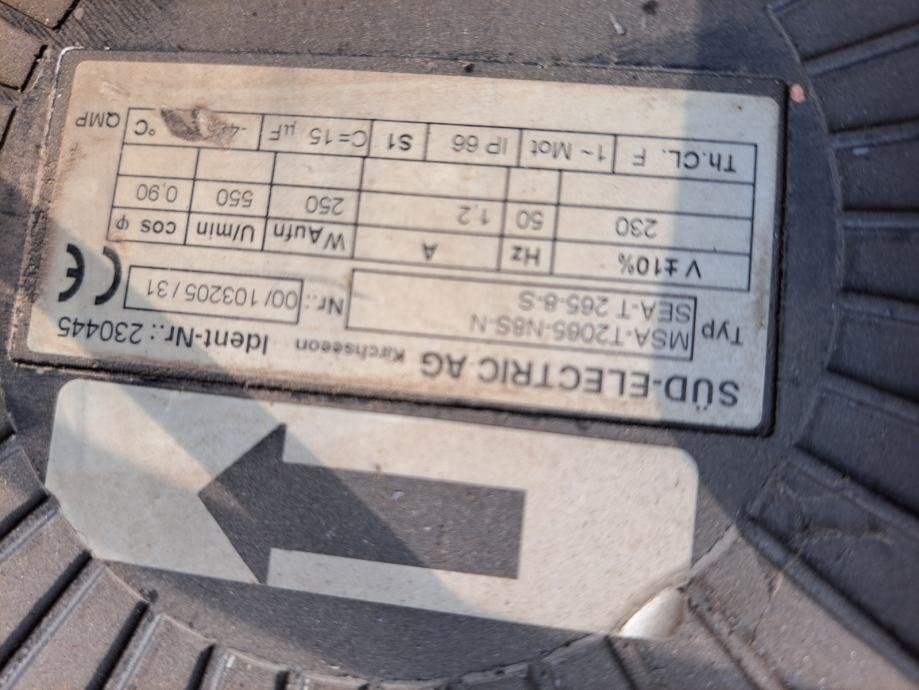 SÜD-ELECTRIC AG Kirchseeon Ident-Nr.: 230445
Typ MSA-T2065-N8S-N Nr.: 00/103205/31 CE
SEA-T 265-8-S
V ±10% Hz A WAufn U/min cos φ
230 50 1.2 250 550 0,90
Th.CL. F 1~ Mot IP 66 S1 C=15 µF °C QMP